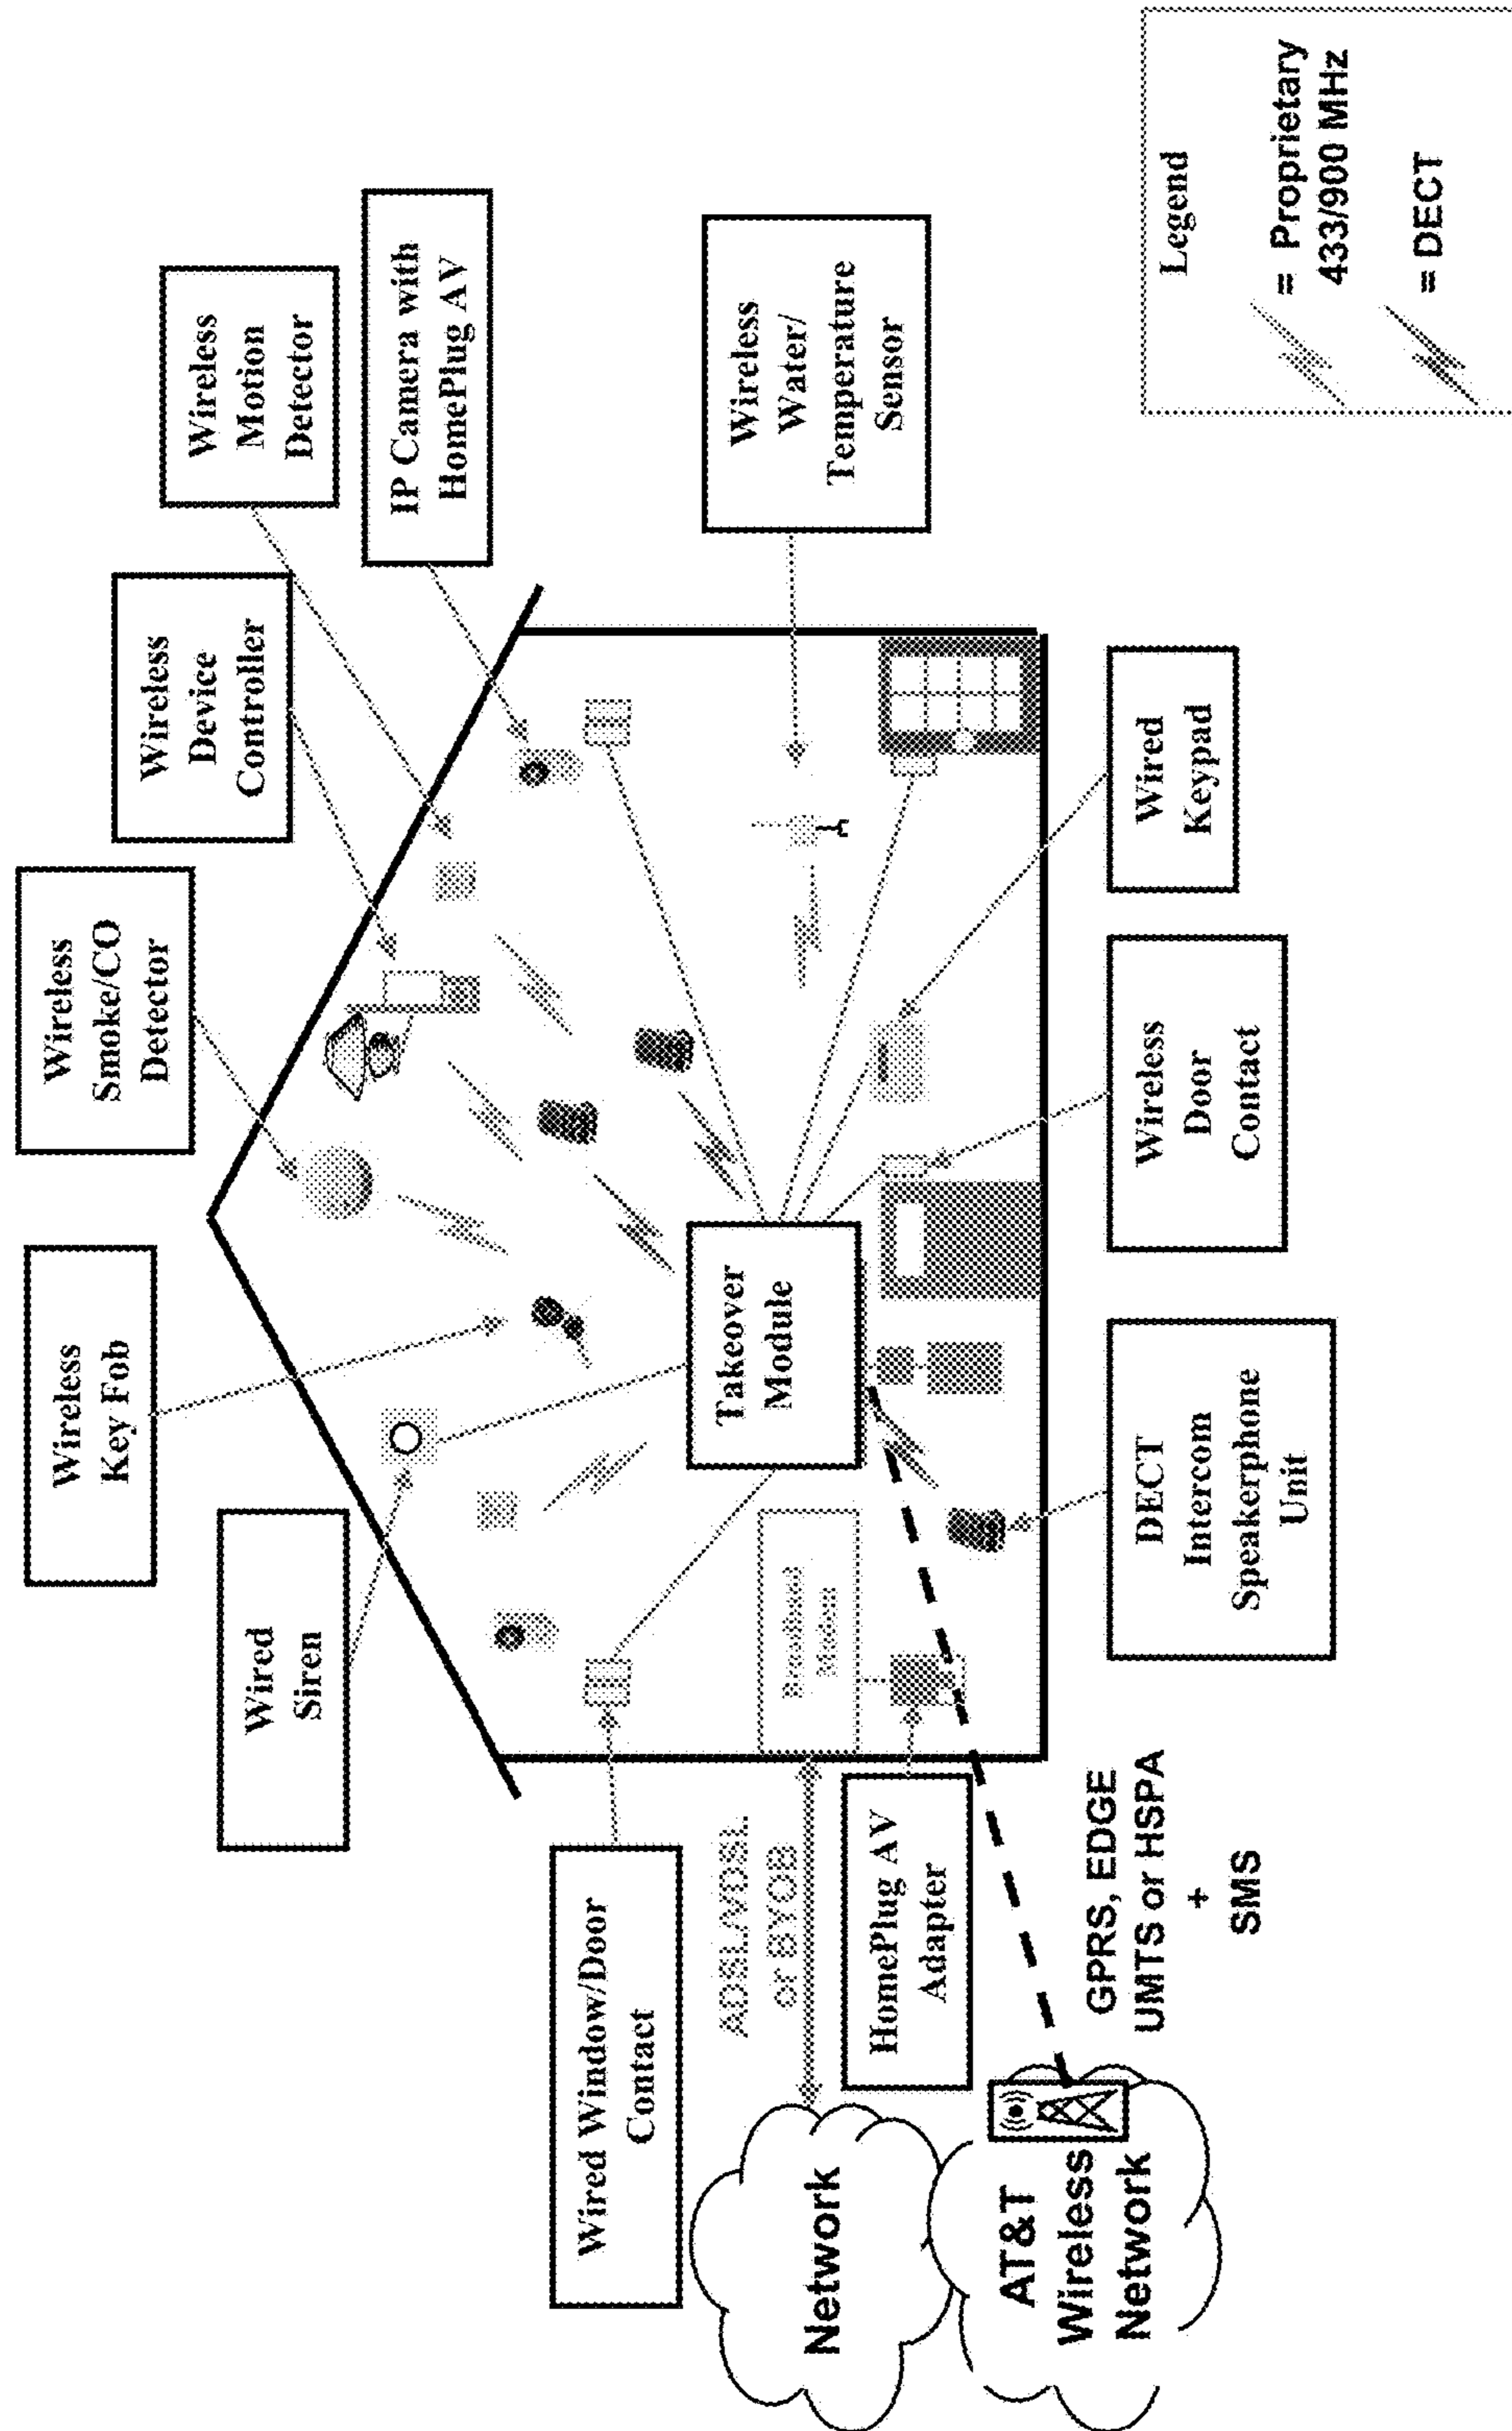 Wireless
Key Fob
Wireless
Smoke/CO
Detector
Wireless
Device
Controller
Wireless
Motion
Detector
Wired
Siren
IP Camera with
HomePlug AV
Wired Window/Door
Contact
ADSL/VDSL
or BYOB
Network
Takeover
Module
Broadband
Modem
Wireless
Water/
Temperature
Sensor
HomePlug AV
Adapter
AT&T
Wireless
Network
GPRS, EDGE
UMTS or HSPA
+
SMS
DECT
Intercom
Speakerphone
Unit
Wireless
Door
Contact
Wired
Keypad
Legend
= Proprietary
433/900 MHz
= DECT